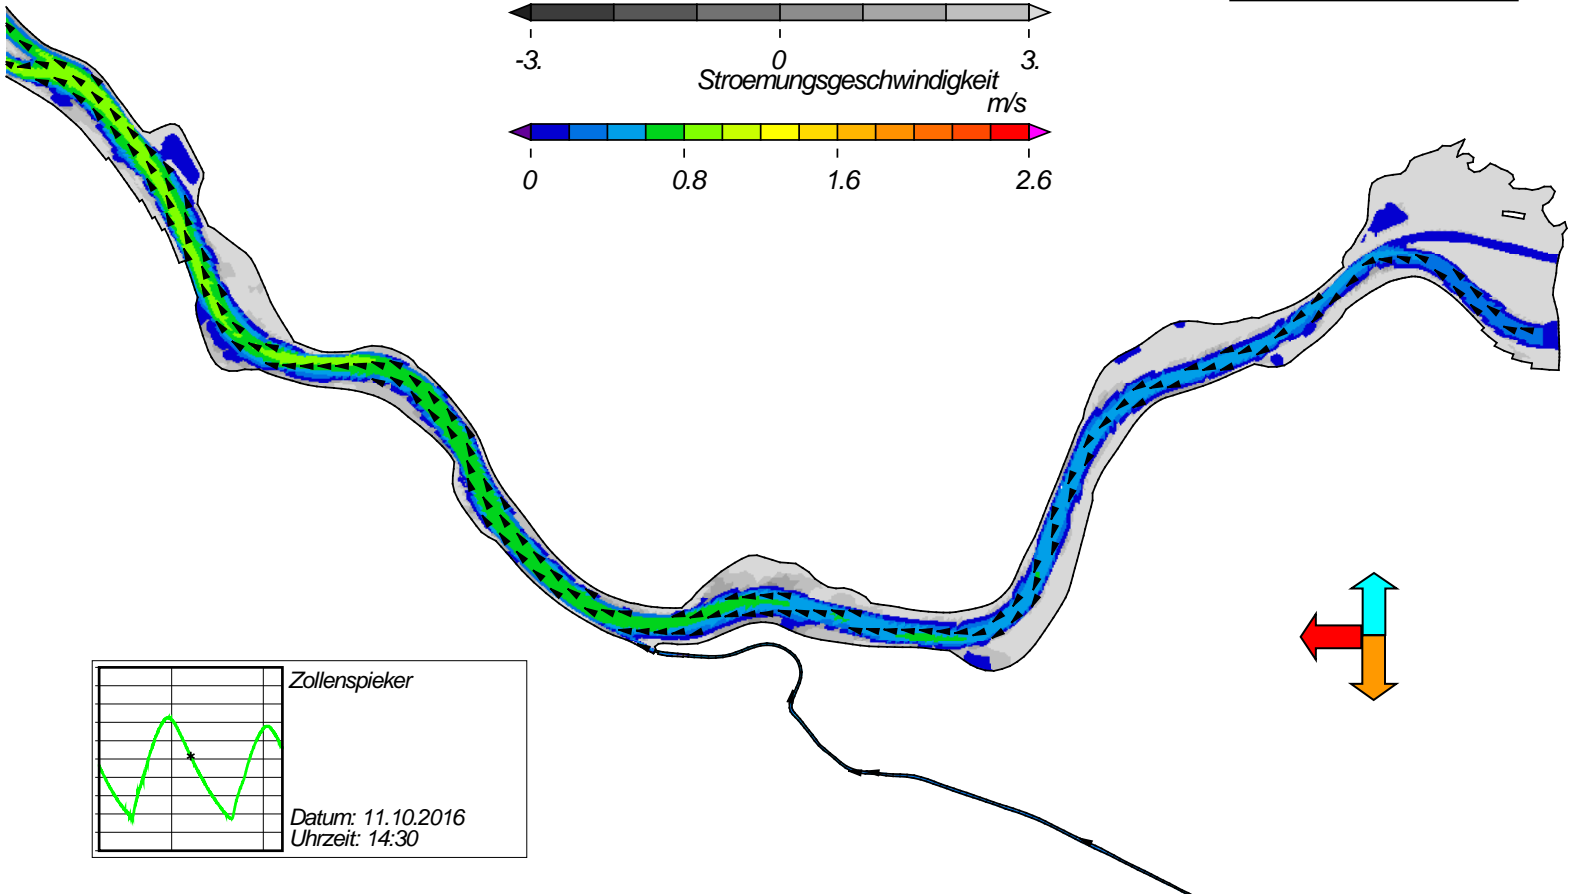 -3. 0 3.
Stroemungsgeschwindigkeit
m/s
0 0.8 1.6 2.6
Zollenspieker
Datum: 11.10.2016
Uhrzeit: 14:30